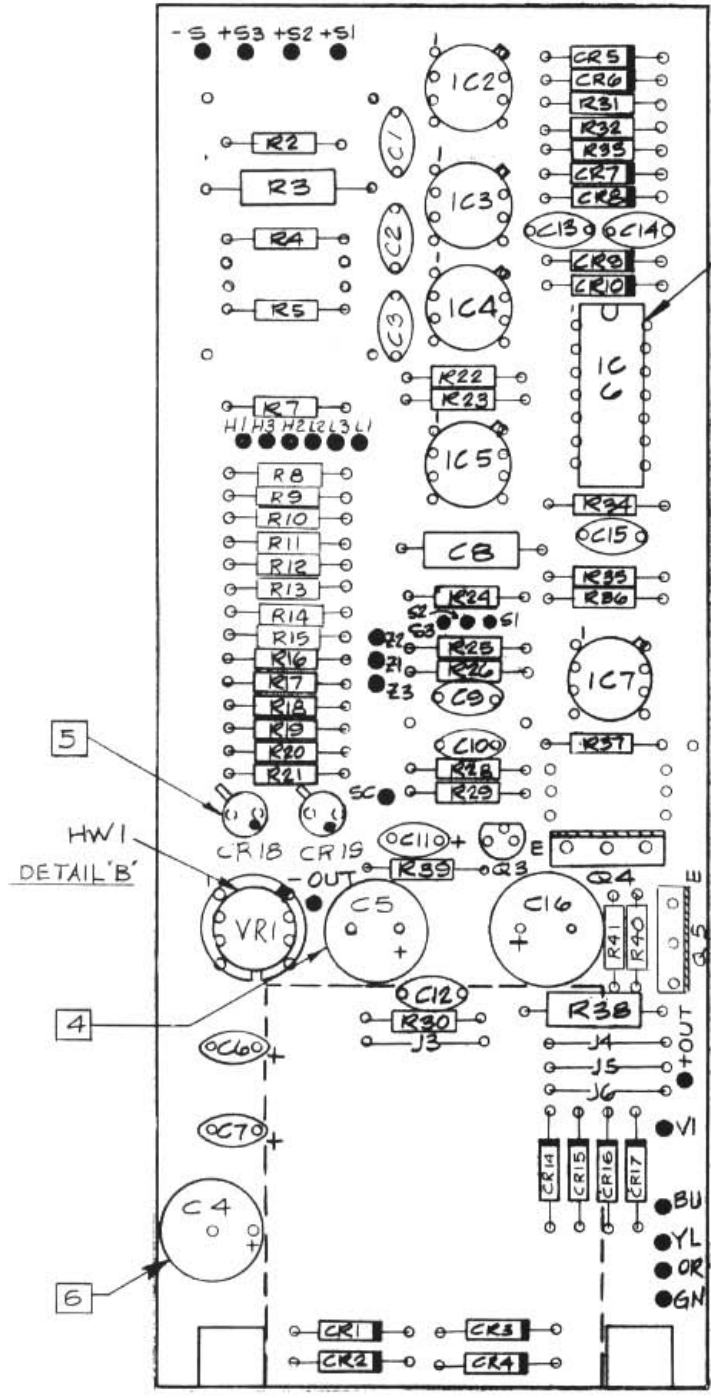 -S +S3 +S2 +S1
IC2
CR5
CR6
R31
R32
R33
CR7
CR8
R2
C1
R3
IC3
C13
C14
R4
C2
CR8
CR10
R5
C3
IC4
IC
6
R22
R23
R7
H1 H3 H2 L2 L3 L1
IC5
R8
R9
R10
R11
R12
R13
R14
R15
R16
R17
R18
R19
R20
R21
R34
C15
C8
R35
R36
R24
S2
S3
S1
Z2
Z1
Z3
R25
R26
C9
IC7
C10
R37
R28
R29
SC
5
CR18
CR19
HW1
DETAIL 'B'
C11 +
Q3
E
Q4
R39
-OUT
VR1
C5
+
C16
+
R41
R40
E
Q5
4
C12
R30
J3
R38
J4
J5
J6
+OUT
C6 +
C7 +
V1
CR14
CR15
CR16
CR17
C4
+
BU
YL
OR
GN
6
CR1
CR2
CR3
CR4